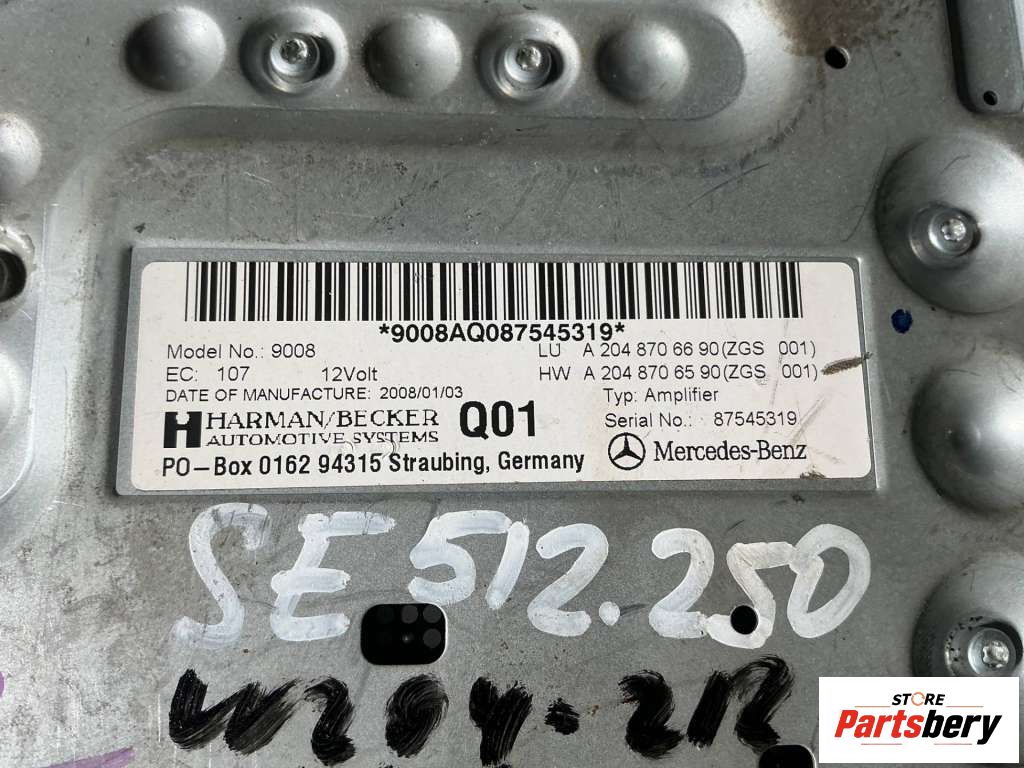 *9008AQ087545319*
Model No.: 9008 LU A 204 870 66 90 (ZGS 001)
EC: 107 12Volt HW A 204 870 65 90 (ZGS 001)
DATE OF MANUFACTURE: 2008/01/03 Typ: Amplifier
HARMAN/BECKER Q01 Serial No.: 87545319
AUTOMOTIVE SYSTEMS Mercedes-Benz
PO-Box 0162 94315 Straubing, Germany
SE 512.250
W204-212
STORE
Partsbery